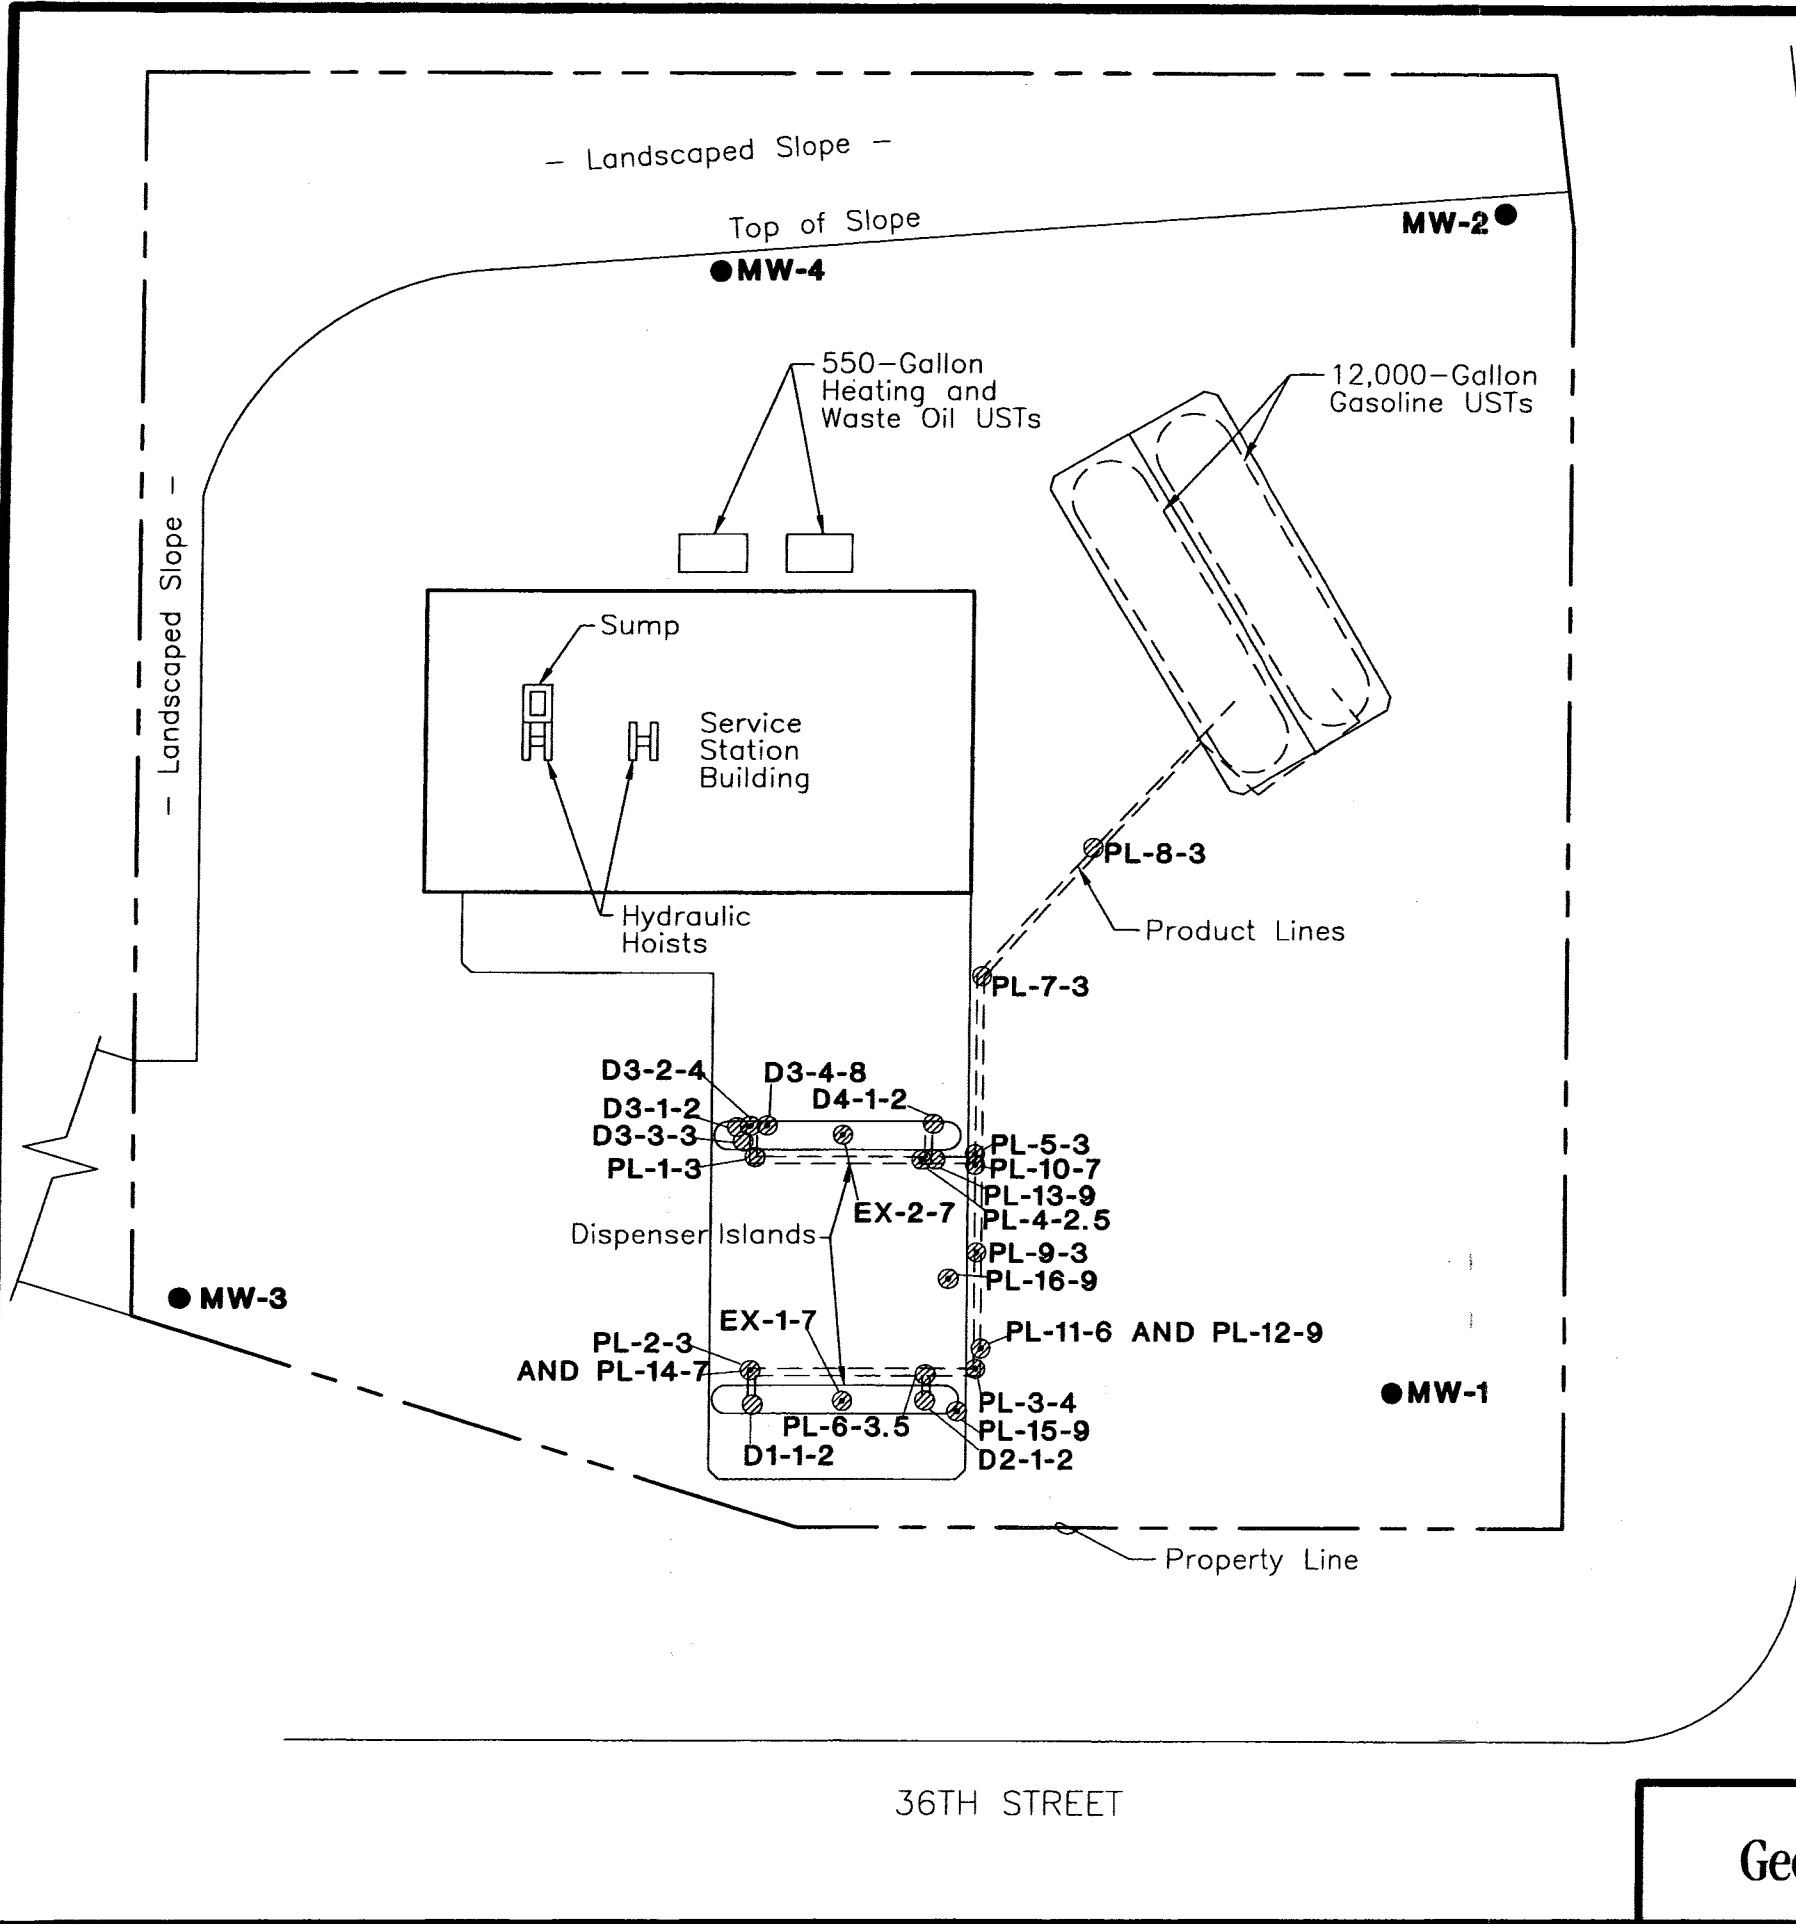 – Landscaped Slope –
Top of Slope
MW-2
MW-4
550–Gallon
Heating and
Waste Oil USTs
12,000–Gallon
Gasoline USTs
– Landscaped Slope –
Sump
Service
Station
Building
PL-8-3
Hydraulic
Hoists
Product Lines
PL-7-3
D3-2-4
D3-4-8
D3-1-2
D4-1-2
D3-3-3
PL-5-3
PL-1-3
PL-10-7
PL-13-9
EX-2-7
PL-4-2.5
Dispenser Islands
PL-9-3
PL-16-9
MW-3
EX-1-7
PL-11-6 AND PL-12-9
PL-2-3
AND PL-14-7
MW-1
PL-3-4
PL-6-3.5
PL-15-9
D1-1-2
D2-1-2
Property Line
36TH STREET